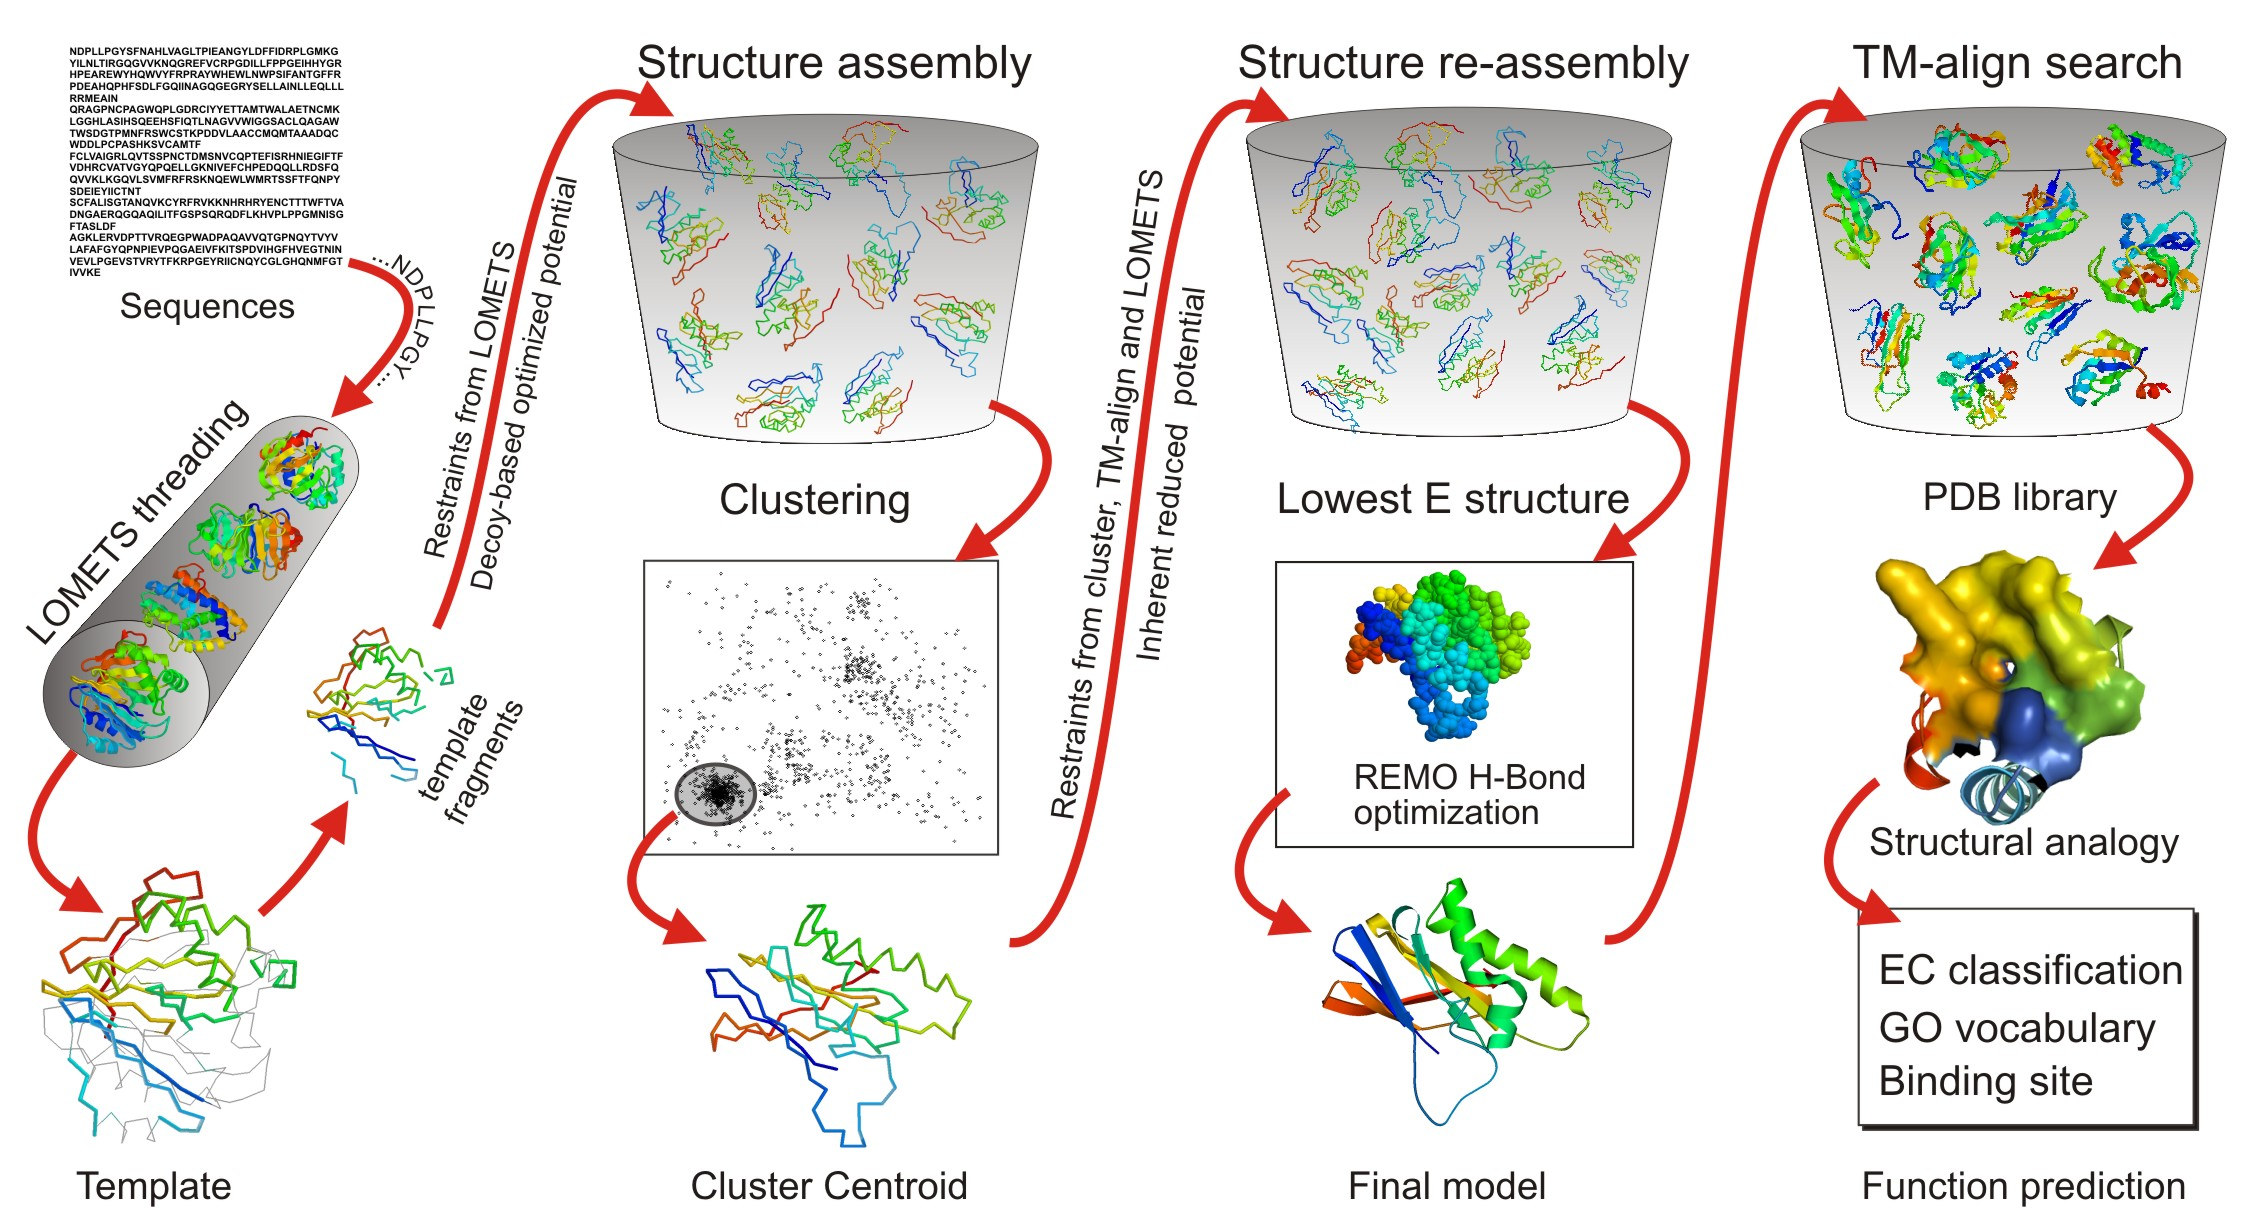 NDPLLPGYSFNAHLVAGLTPIEANGYLDFFIDRPLGMKG
YILNLTIRGQGVVKNQGREFVCRPGDILLFPPGEIHHYGR
HPEAREWYHQWVYFRPRAYWHEWLNWPSIFANTGFFR
PDEAHQPHFSDLFGQIINAGQGEGRYSELLAINLLEQLLL
RRMEAIN
QRAGPNCPAGWQPLGDRCIYYETTAMTWALAETNCMK
LGGHLASIHSQEEHSFIQTLNAGVVWIGGSACLQAGAW
TWSDGTPMNFRSWCSTKPDDVLAACCMQMTAAADQC
WDDLPCPASHKSVCAMTF
FCLVAIGRLQVTSSPNCTDMSNVCQPTEFISRHNIEGIFTF
VDHRCVATVGYQPQELLGKNIVEFCHPEDQQLLRDSFQ
QVVKLKGQVLSVMFRFRSKNQEWLWMRTSSFTFQNPY
SDEIEYIICTNT
SCFALISGTANQVKCYRFRVKKNHRHRYENCTTTWFTVA
DNGAERQGQAQILITFGSPSQRQDFLKHVPLPPGMNISG
FTASLDF
AGKLERVDPTTVRQEGPWADPAQAVVQTGPNQYTVYV
LAFAFGYQPNPIEVPQGAEIVFKITSPDVIHGFHVEGTNIN
VEVLPGEVSTVRYTFKRPGEYRIICNQYCGLGHQNMFGT
IVVKE
Sequences
...NDPLLPGY...
LOMETS threading
Template
template
fragments
Restraints from LOMETS
Decoy-based optimized potential
Structure assembly
Clustering
Cluster Centroid
Restraints from cluster, TM-align and LOMETS
Inherent reduced potential
Structure re-assembly
Lowest E structure
REMO H-Bond
optimization
Final model
TM-align search
PDB library
Structural analogy
EC classification
GO vocabulary
Binding site
Function prediction